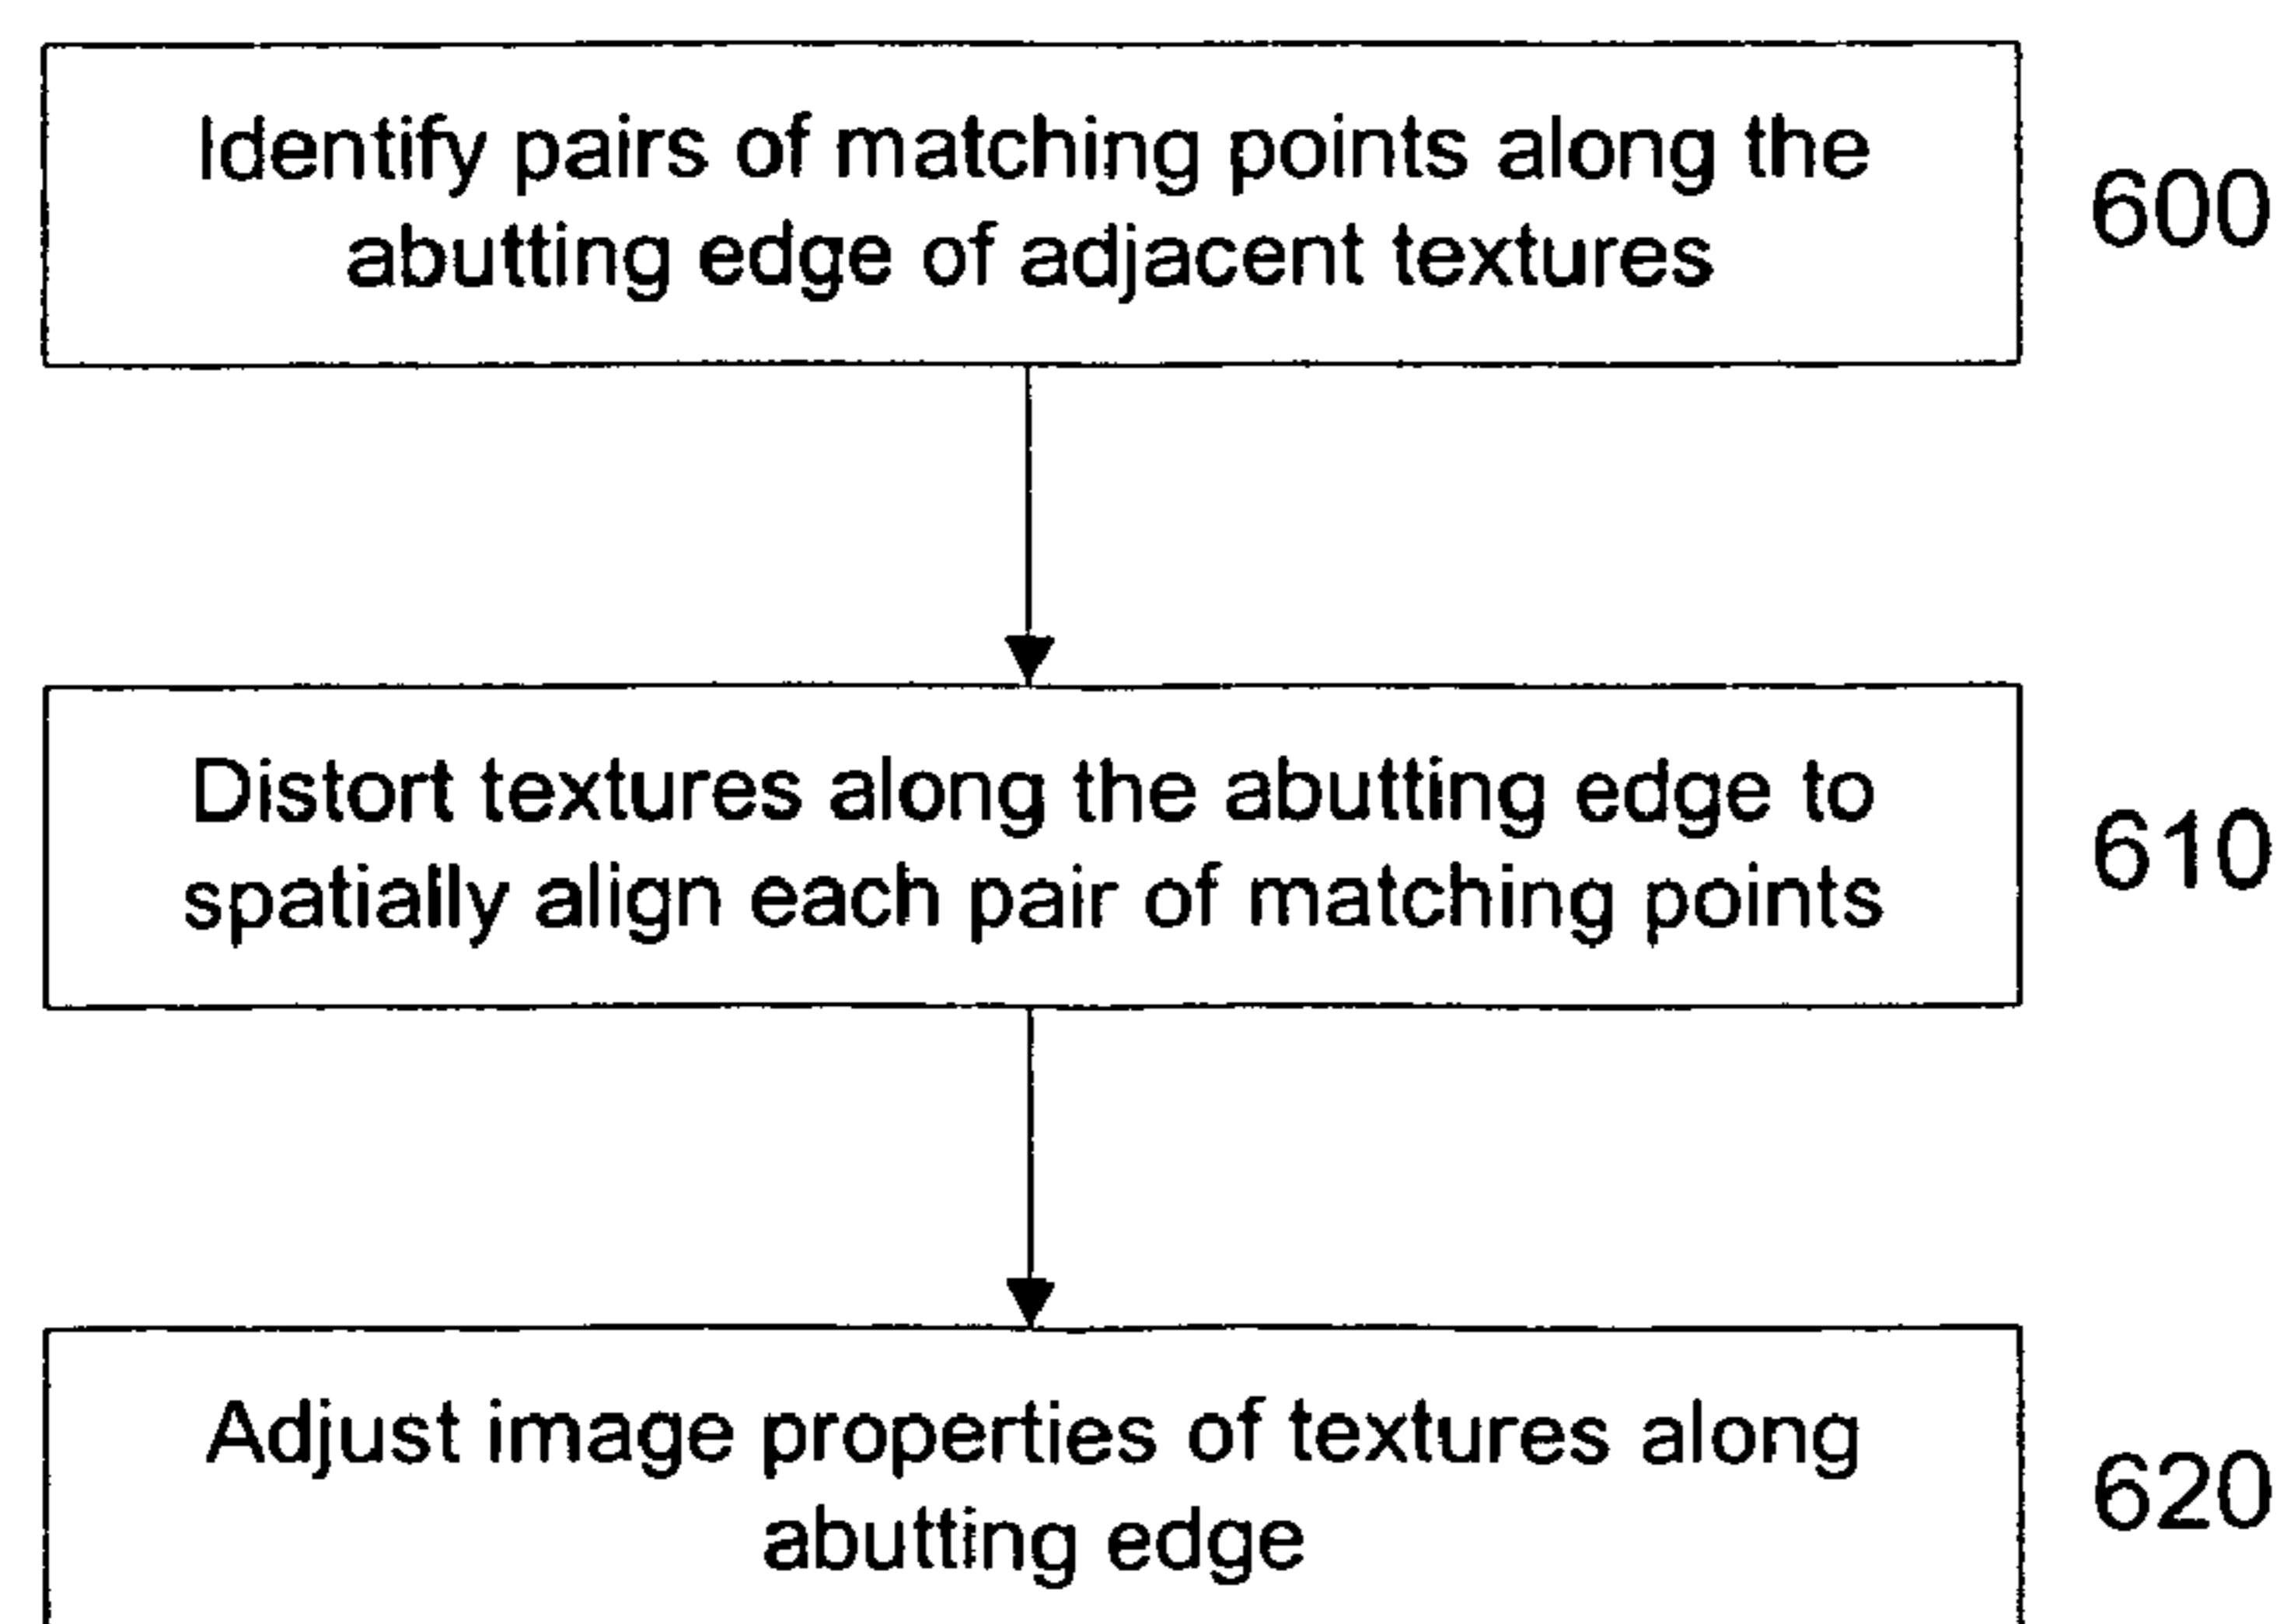 Identify pairs of matching points along the
abutting edge of adjacent textures
600
Distort textures along the abutting edge to
spatially align each pair of matching points
610
Adjust image properties of textures along
abutting edge
620